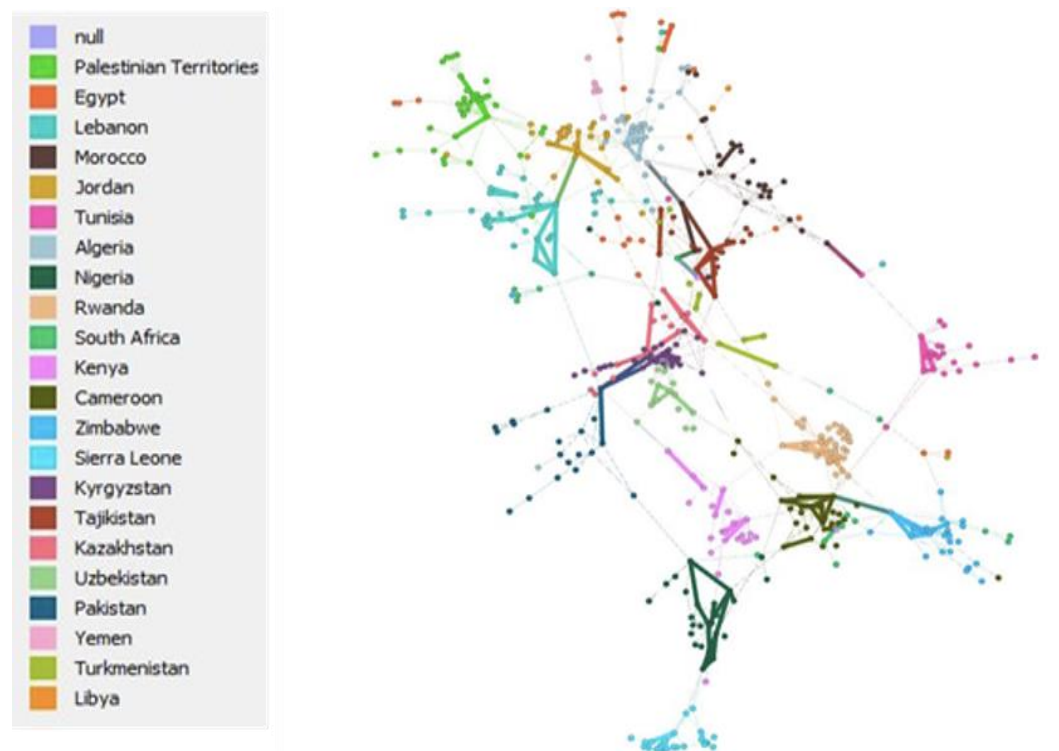 null
Palestinian Territories
Egypt
Lebanon
Morocco
Jordan
Tunisia
Algeria
Nigeria
Rwanda
South Africa
Kenya
Cameroon
Zimbabwe
Sierra Leone
Kyrgyzstan
Tajikistan
Kazakhstan
Uzbekistan
Pakistan
Yemen
Turkmenistan
Libya